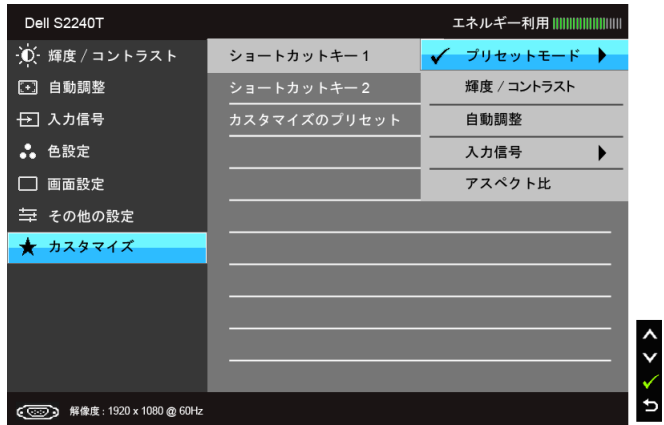 Dell S2240T
エネルギー利用
輝度 / コントラスト
自動調整
入力信号
色設定
画面設定
その他の設定
カスタマイズ
ショートカットキー 1
ショートカットキー 2
カスタマイズのプリセット
プリセットモード
輝度 / コントラスト
自動調整
入力信号
アスペクト比
解像度 : 1920 x 1080 @ 60Hz